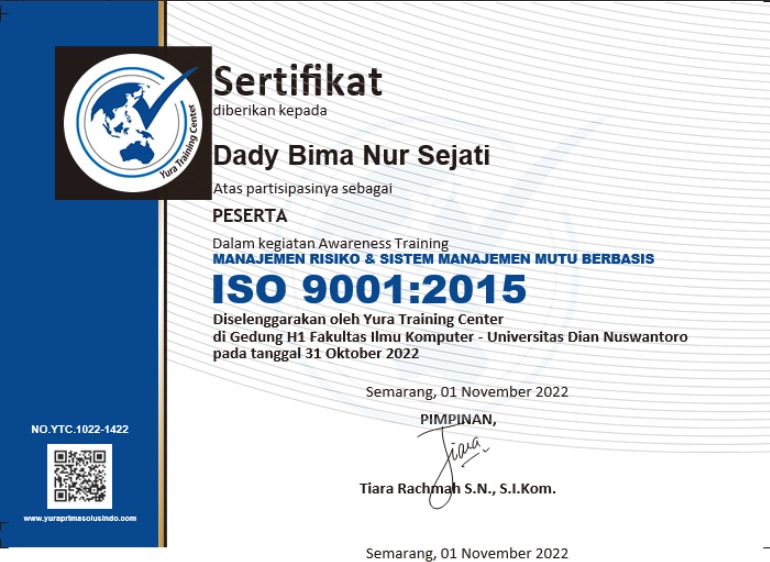 Sertifikat
diberikan kepada
Yura Training Center
Dady Bima Nur Sejati
Atas partisipasinya sebagai
PESERTA
Dalam kegiatan Awareness Training
MANAJEMEN RISIKO & SISTEM MANAJEMEN MUTU BERBASIS
ISO 9001:2015
Diselenggarakan oleh Yura Training Center
di Gedung H1 Fakultas Ilmu Komputer - Universitas Dian Nuswantoro
pada tanggal 31 Oktober 2022
Semarang, 01 November 2022
PIMPINAN,
Tiara
Tiara Rachmah S.N., S.I.Kom.
NO.YTC.1022-1422
www.yuraprimasolusindo.com
Semarang, 01 November 2022